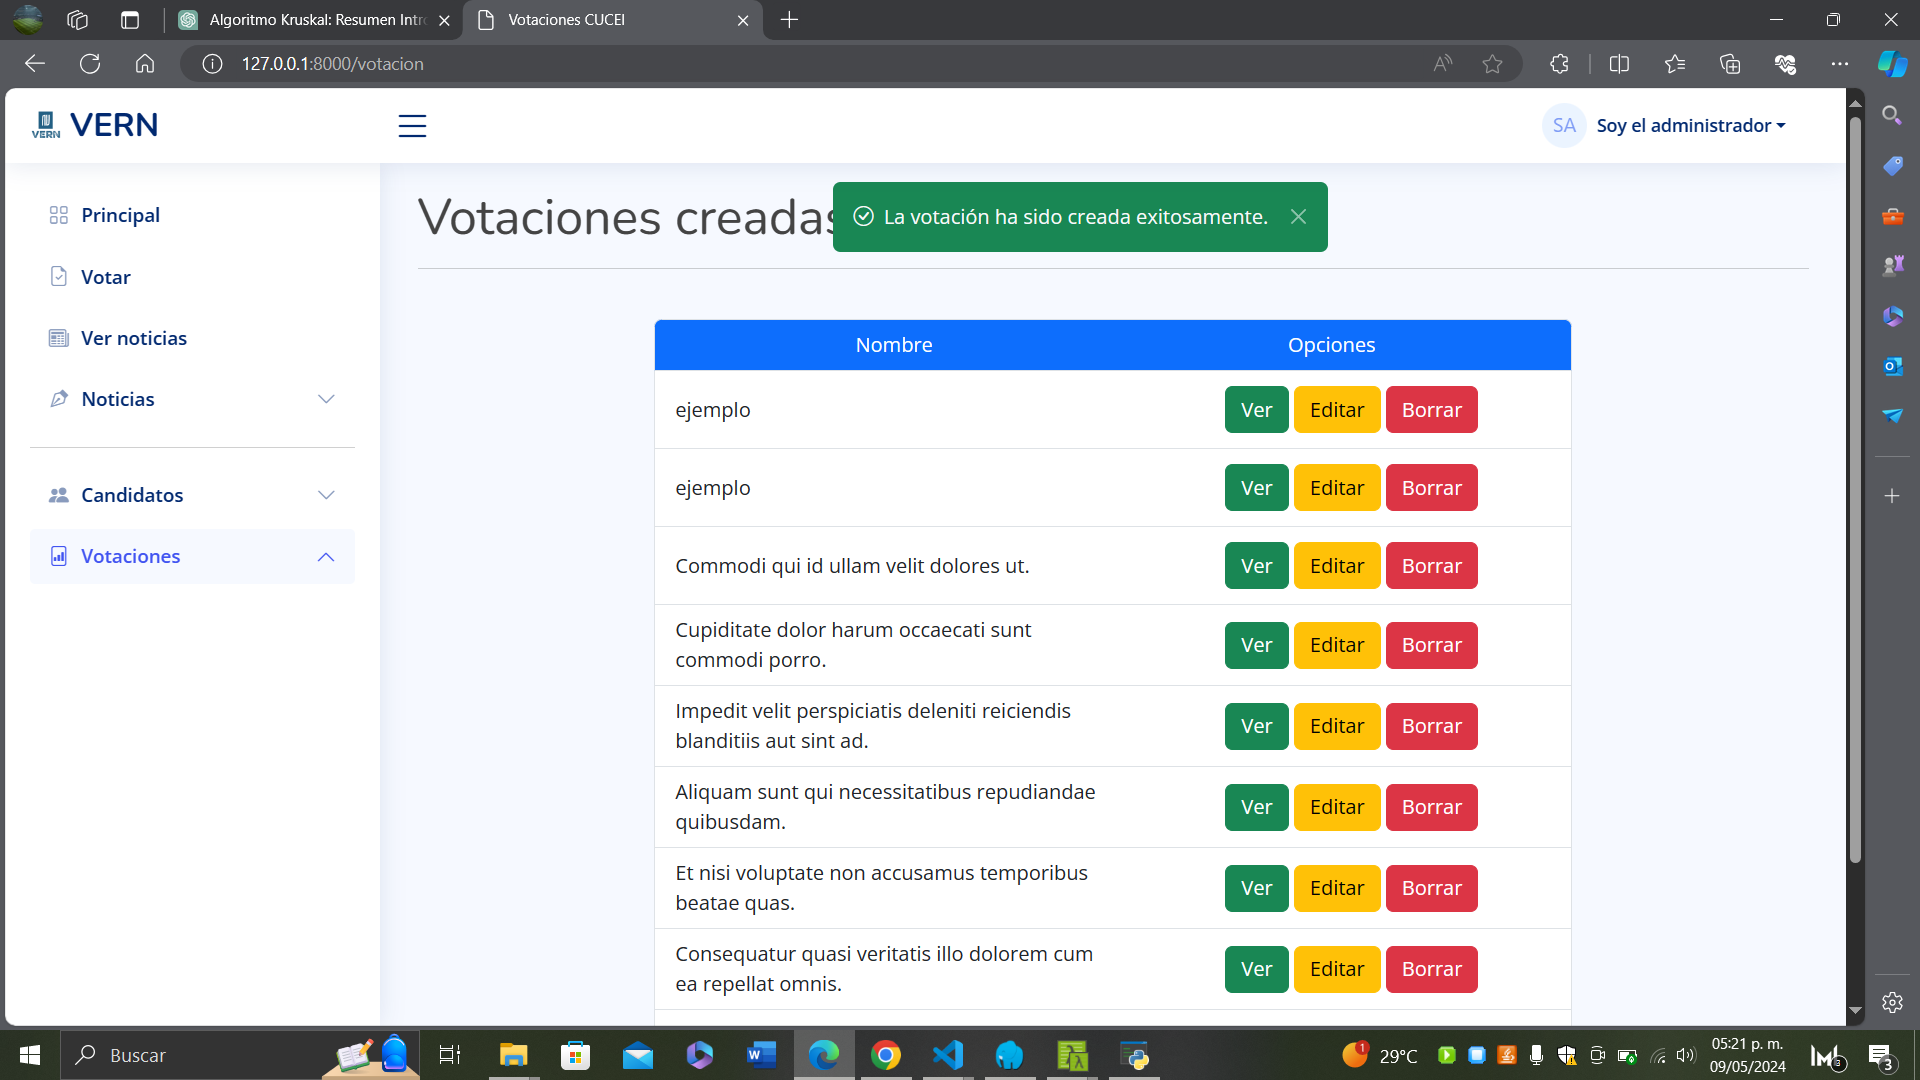 Algoritmo Kruskal: Resumen Intro
Votaciones CUCEI
127.0.0.1:8000/votacion
VERN
VERN
SA
Soy el administrador
Principal
Votar
Ver noticias
Noticias
Candidatos
Votaciones
Votaciones creadas
La votación ha sido creada exitosamente.
Nombre
Opciones
ejemplo
Ver Editar Borrar
ejemplo
Ver Editar Borrar
Commodi qui id ullam velit dolores ut.
Ver Editar Borrar
Cupiditate dolor harum occaecati sunt
commodi porro.
Ver Editar Borrar
Impedit velit perspiciatis deleniti reiciendis
blanditiis aut sint ad.
Ver Editar Borrar
Aliquam sunt qui necessitatibus repudiandae
quibusdam.
Ver Editar Borrar
Et nisi voluptate non accusamus temporibus
beatae quas.
Ver Editar Borrar
Consequatur quasi veritatis illo dolorem cum
ea repellat omnis.
Ver Editar Borrar
Buscar
1
29°C
05:21 p. m.
09/05/2024
3
3